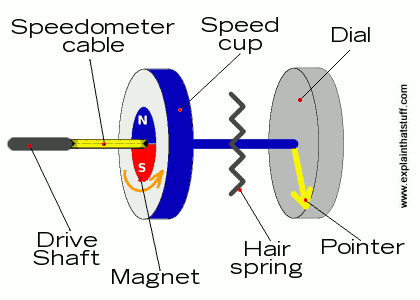 Speedometer
cable
Speed
cup
Dial
N
S
Drive
Shaft
Magnet
Hair
spring
Pointer
www.explainthatstuff.com